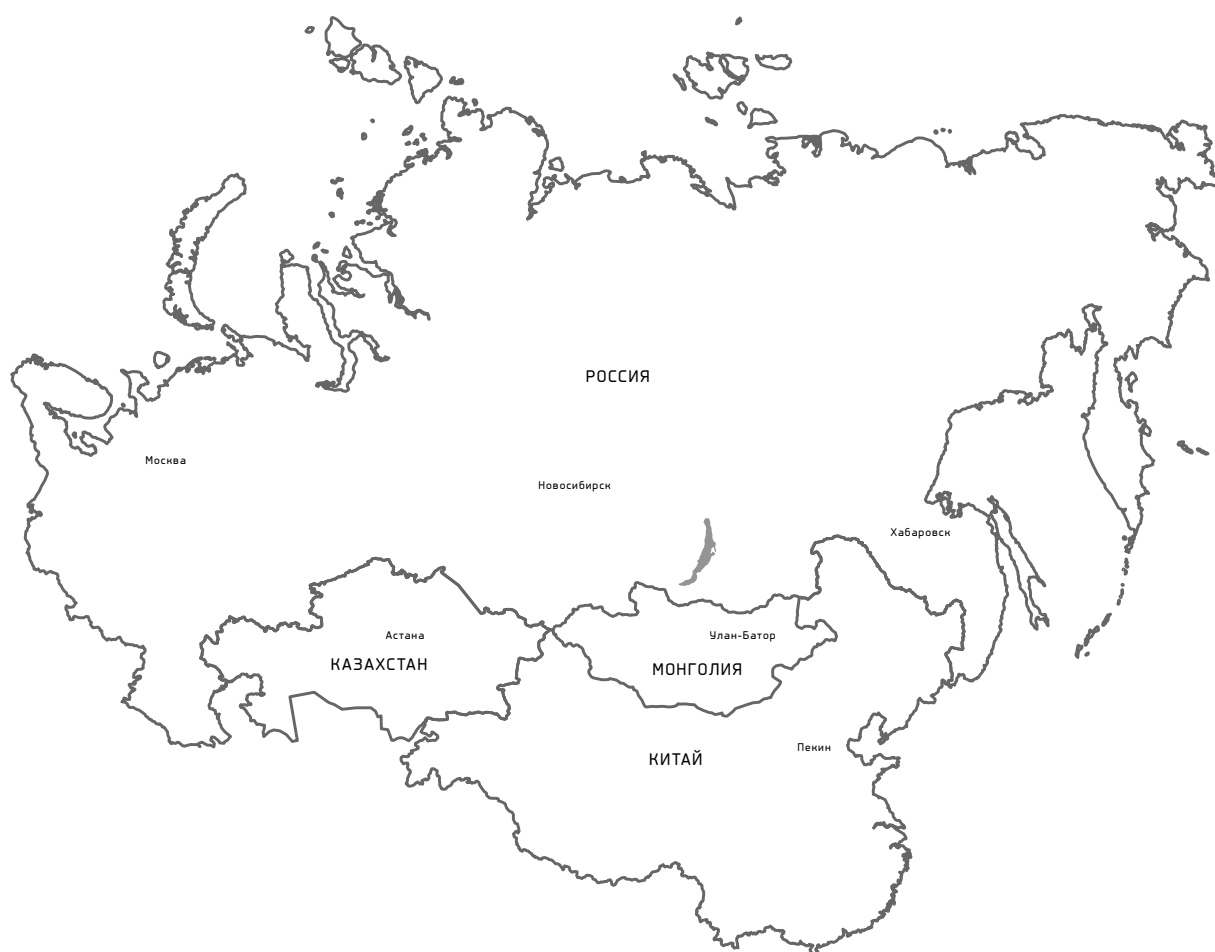 РОССИЯ
Москва
Новосибирск
Хабаровск
Астана
Улан-Батор
КАЗАХСТАН
МОНГОЛИЯ
Пекин
КИТАЙ